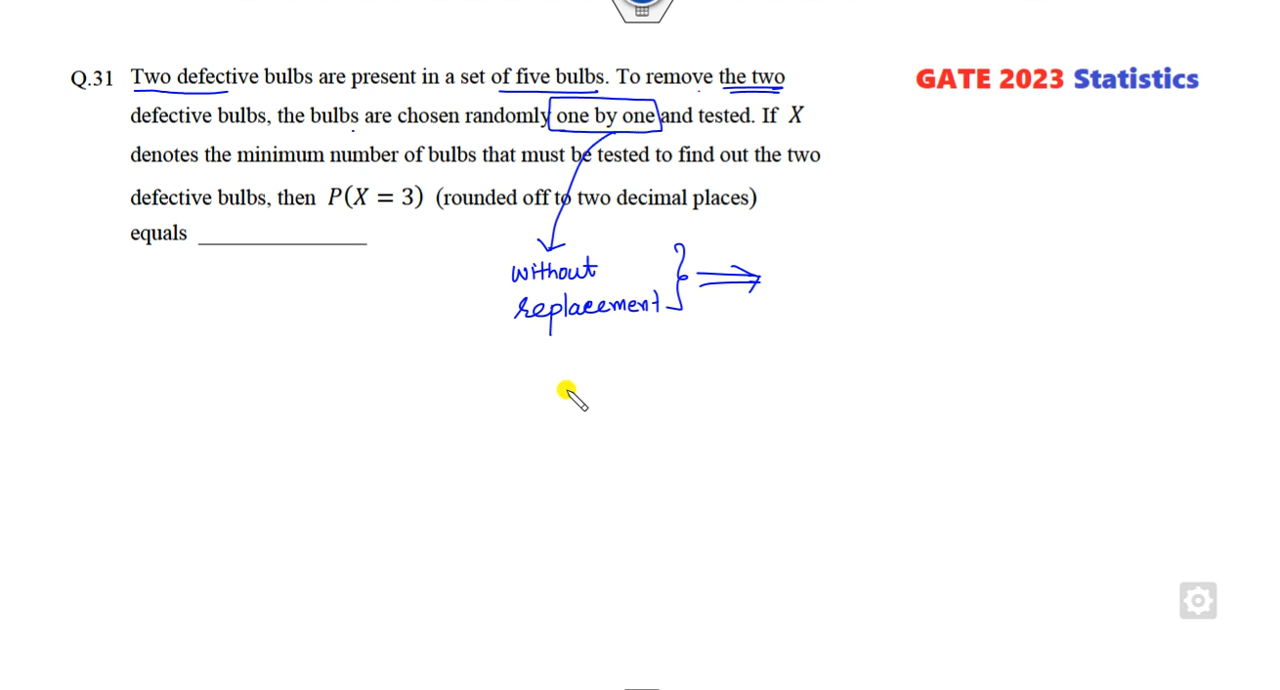 Q.31 Two defective bulbs are present in a set of five bulbs. To remove the two
GATE 2023 Statistics
defective bulbs, the bulbs are chosen randomly one by one and tested. If X
denotes the minimum number of bulbs that must be tested to find out the two
defective bulbs, then P(X = 3) (rounded off to two decimal places)
equals ________________
without
replacement